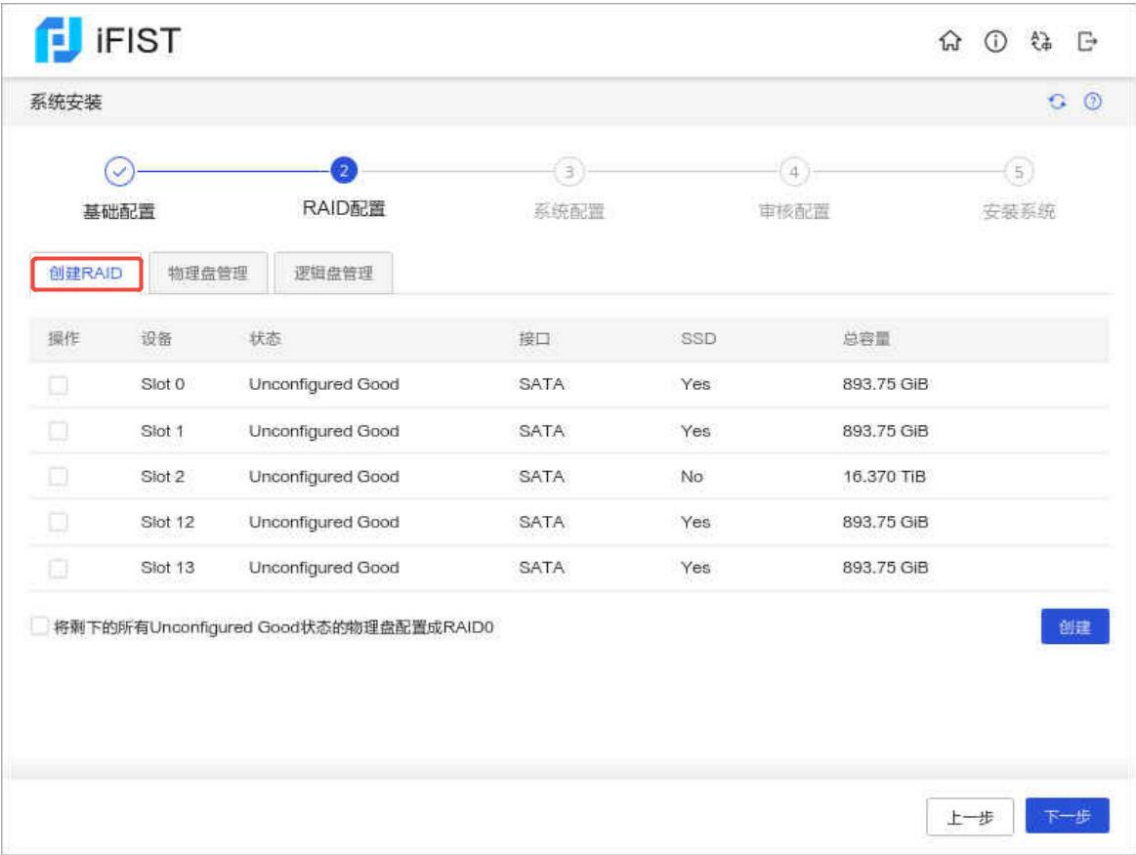 iFIST
系统安装
2 3 4 5
基础配置 RAID配置 系统配置 审核配置 安装系统
创建RAID 物理盘管理 逻辑盘管理
操作 设备 状态 接口 SSD 总容量
Slot 0 Unconfigured Good SATA Yes 893.75 GiB
Slot 1 Unconfigured Good SATA Yes 893.75 GiB
Slot 2 Unconfigured Good SATA No 16.370 TiB
Slot 12 Unconfigured Good SATA Yes 893.75 GiB
Slot 13 Unconfigured Good SATA Yes 893.75 GiB
将剩下的所有Unconfigured Good状态的物理盘配置成RAID0 创建
上一步 下一步